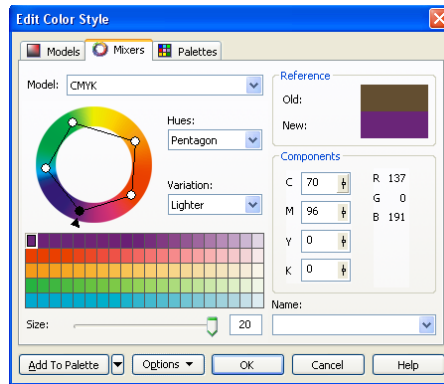 Edit Color Style
Models Mixers Palettes
Model: CMYK
Hues:
Pentagon
Variation:
Lighter
Size: 20
Reference
Old:
New:
Components
C 70 R 137
M 96 G 0
B 191
Y 0
K 0
Name:
Add To Palette Options OK Cancel Help